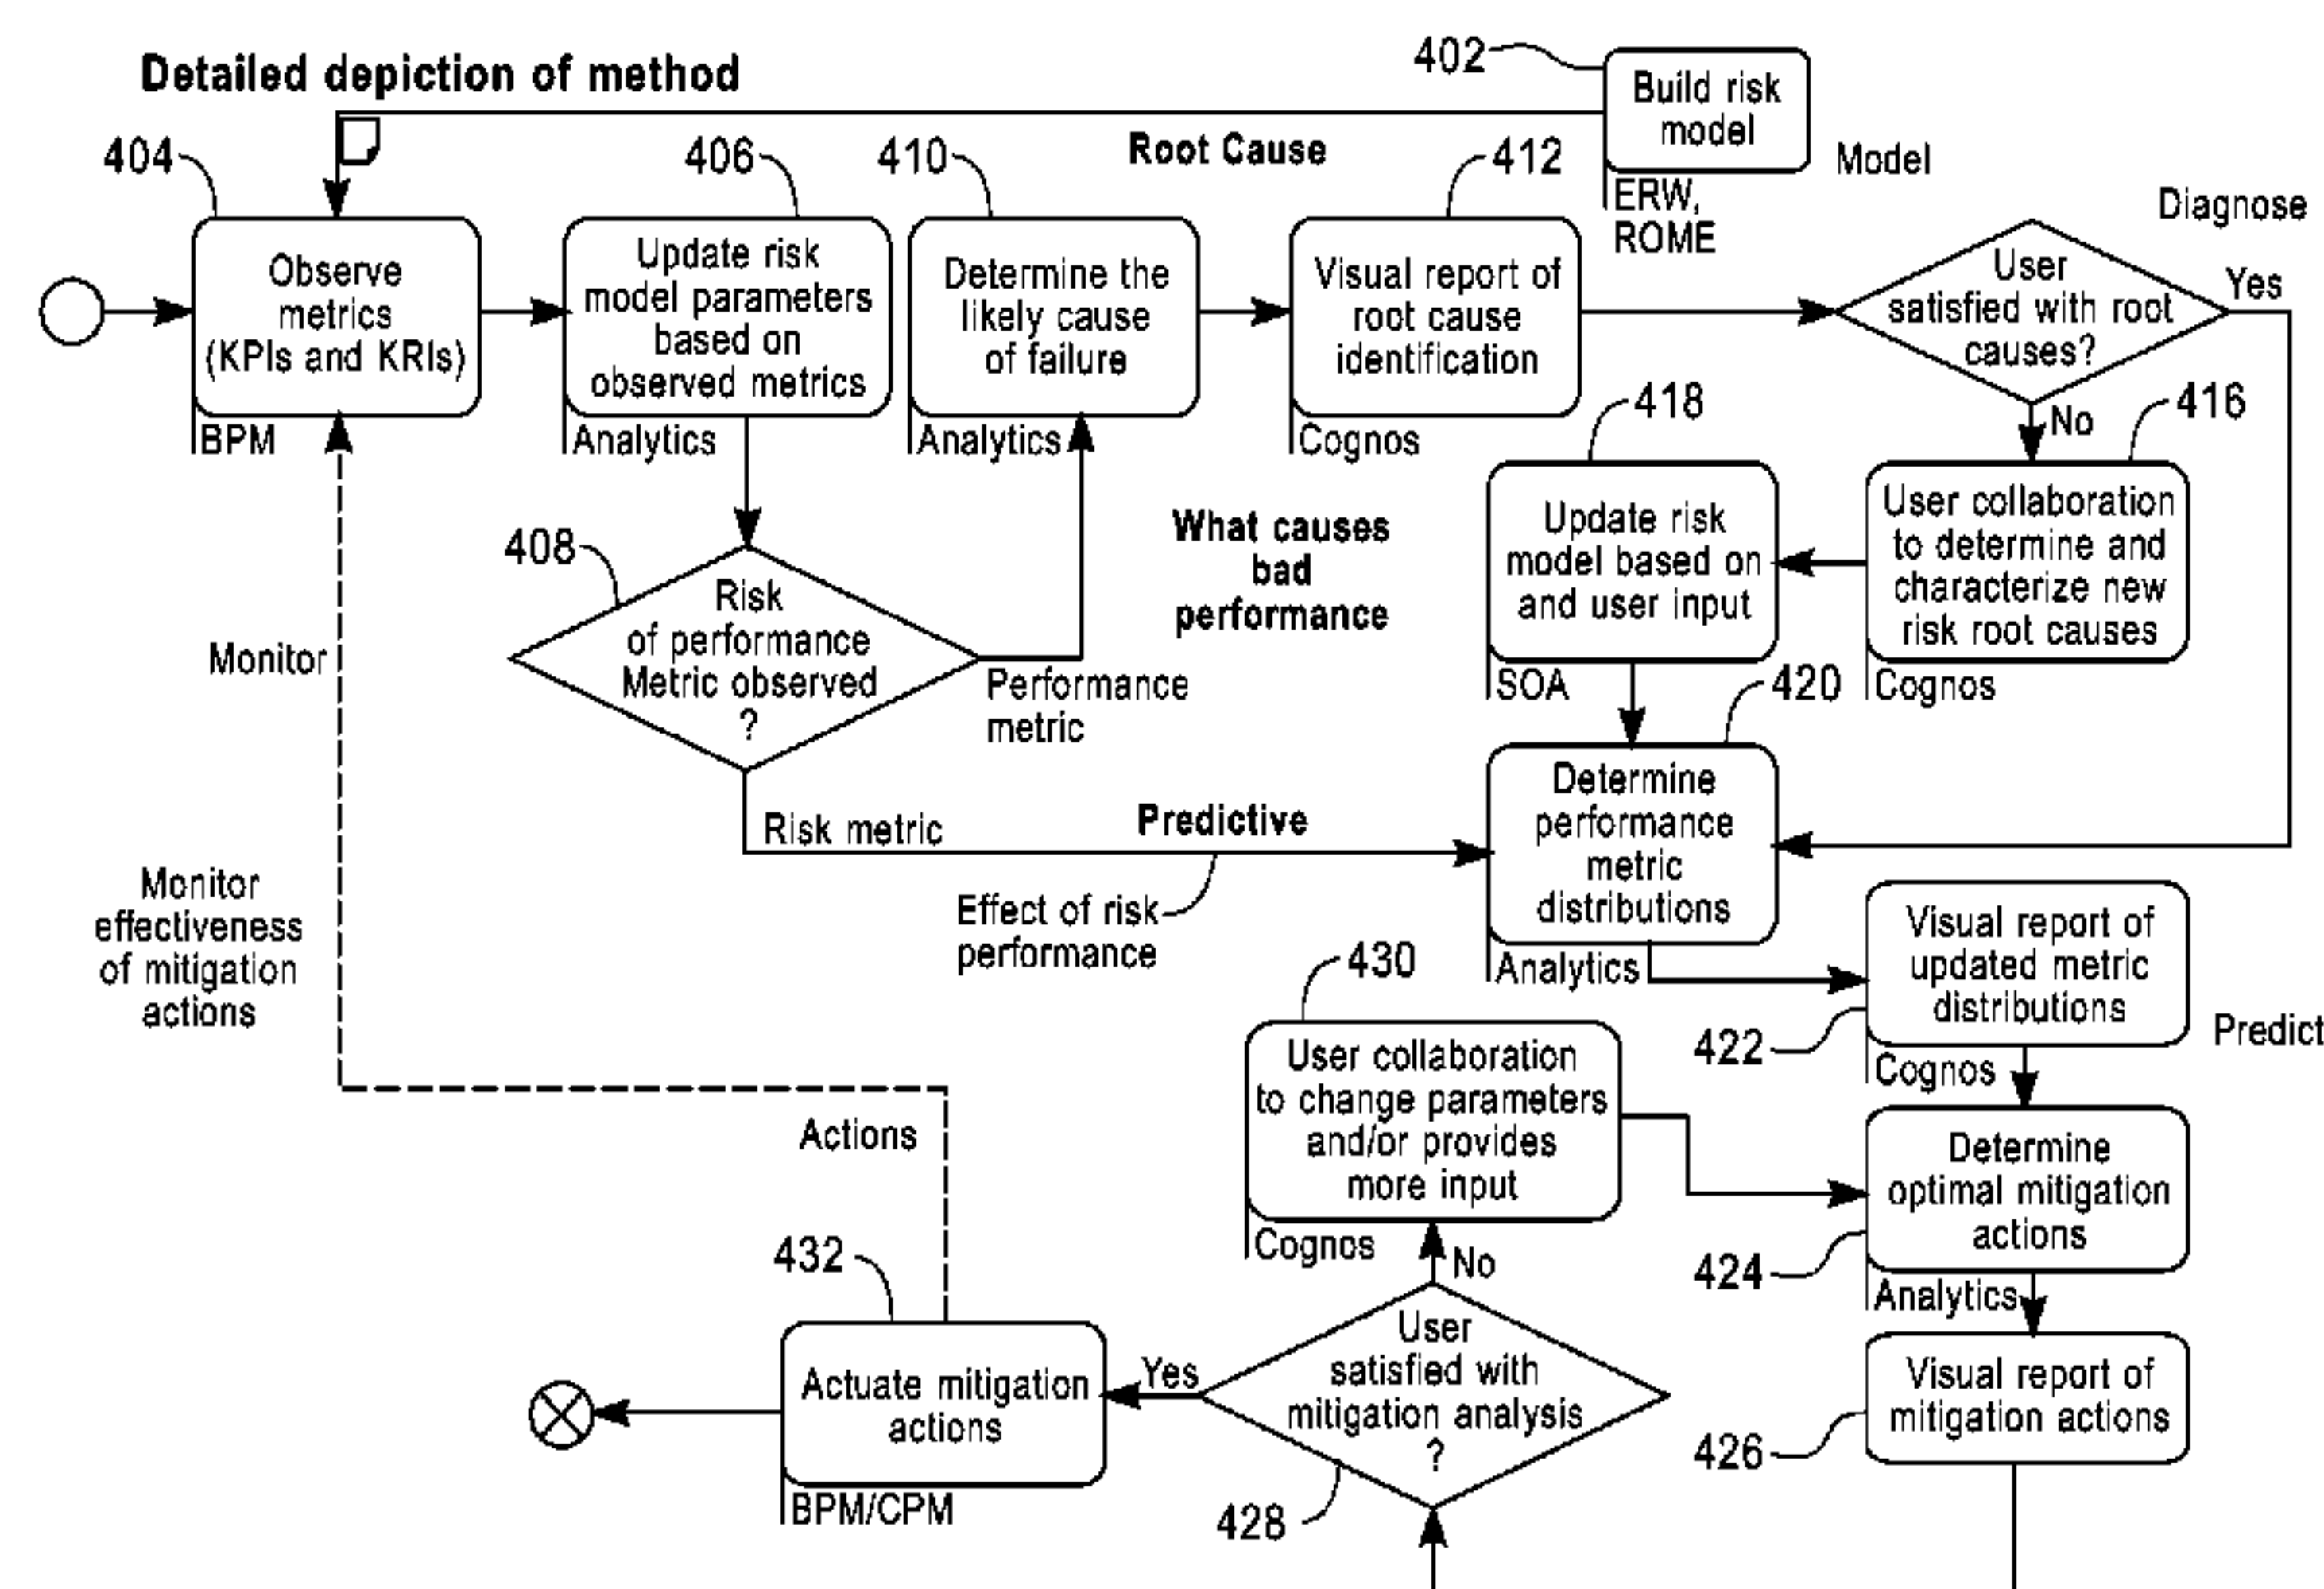 Detailed depiction of method
402
Build risk
model
ERW,
ROME
Model
404
Observe
metrics
(KPIs and KRIs)
BPM
406
Update risk
model parameters
based on
observed metrics
Analytics
410
Determine the
likely cause
of failure
Analytics
Root Cause
412
Visual report of
root cause
identification
Cognos
Diagnose
User
satisfied with root
causes?
Yes
No
416
User collaboration
to determine and
characterize new
risk root causes
Cognos
418
Update risk
model based on
and user input
SOA
408
Risk
of performance
Metric observed
?
Performance
metric
What causes
bad
performance
Risk metric
Predictive
Effect of risk
performance
420
Determine
performance
metric
distributions
Analytics
Monitor
Monitor
effectiveness
of mitigation
actions
422
Visual report of
updated metric
distributions
Cognos
Predict
424
Determine
optimal mitigation
actions
Analytics
426
Visual report of
mitigation actions
430
User collaboration
to change parameters
and/or provides
more input
Cognos
No
428
User
satisfied with
mitigation analysis
?
Yes
Actions
432
Actuate mitigation
actions
BPM/CPM